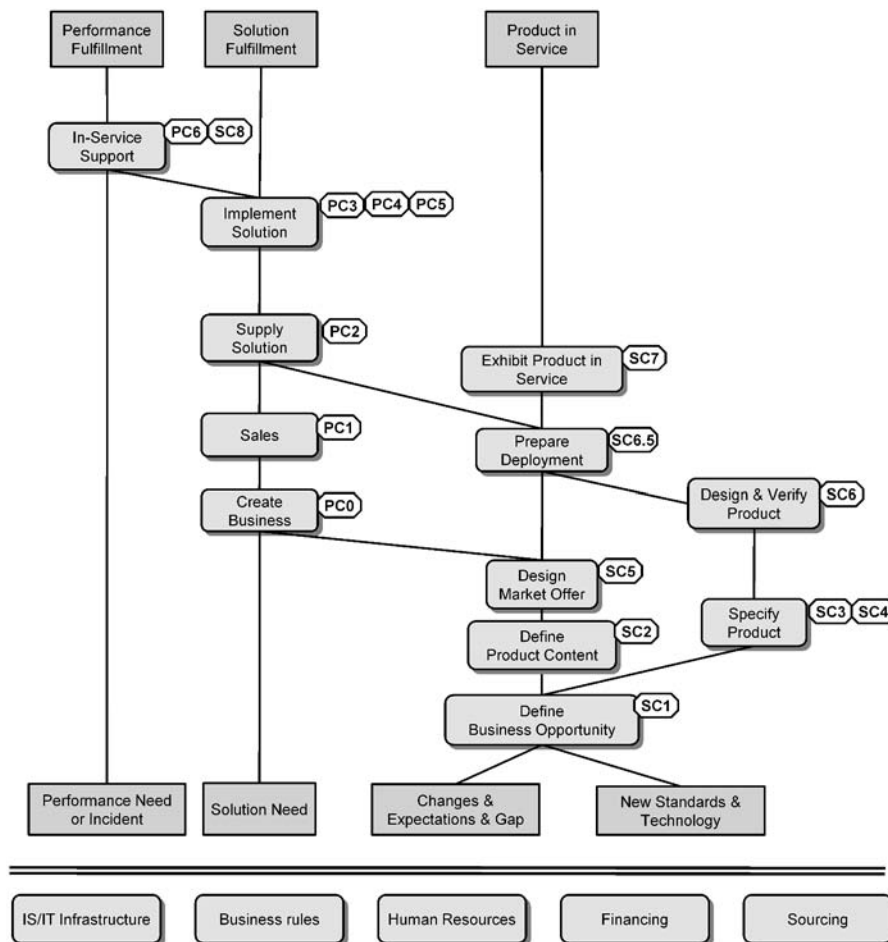 Performance
Fulfillment
Solution
Fulfillment
Product in
Service
In-Service
Support
PC6
SC8
Implement
Solution
PC3
PC4
PC5
Supply
Solution
PC2
Exhibit Product in
Service
SC7
Sales
PC1
Prepare
Deployment
SC6.5
Create
Business
PC0
Design & Verify
Product
SC6
Design
Market Offer
SC5
Specify
Product
SC3
SC4
Define
Product Content
SC2
Define
Business Opportunity
SC1
Performance Need
or Incident
Solution Need
Changes &
Expectations & Gap
New Standards &
Technology
IS/IT Infrastructure
Business rules
Human Resources
Financing
Sourcing